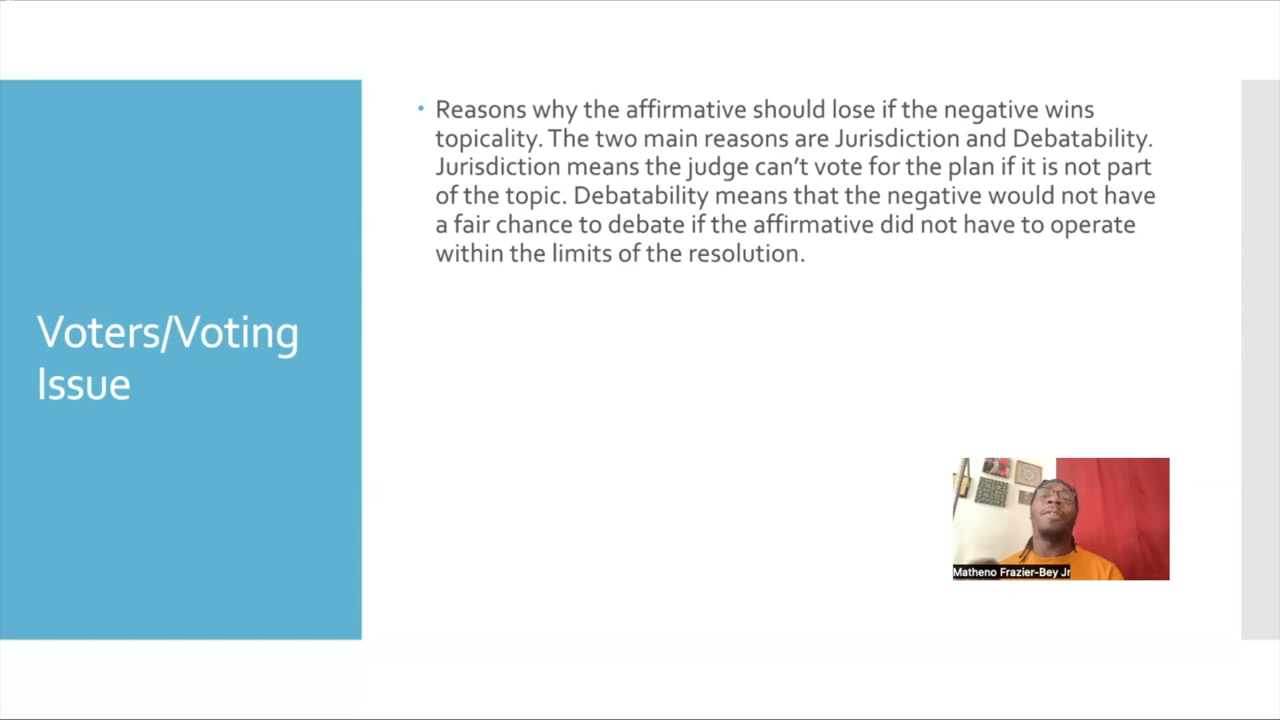 Voters/Voting
Issue
• Reasons why the affirmative should lose if the negative wins
topicality. The two main reasons are Jurisdiction and Debatability.
Jurisdiction means the judge can’t vote for the plan if it is not part
of the topic. Debatability means that the negative would not have
a fair chance to debate if the affirmative did not have to operate
within the limits of the resolution.
Matheno Frazier-Bey Jr